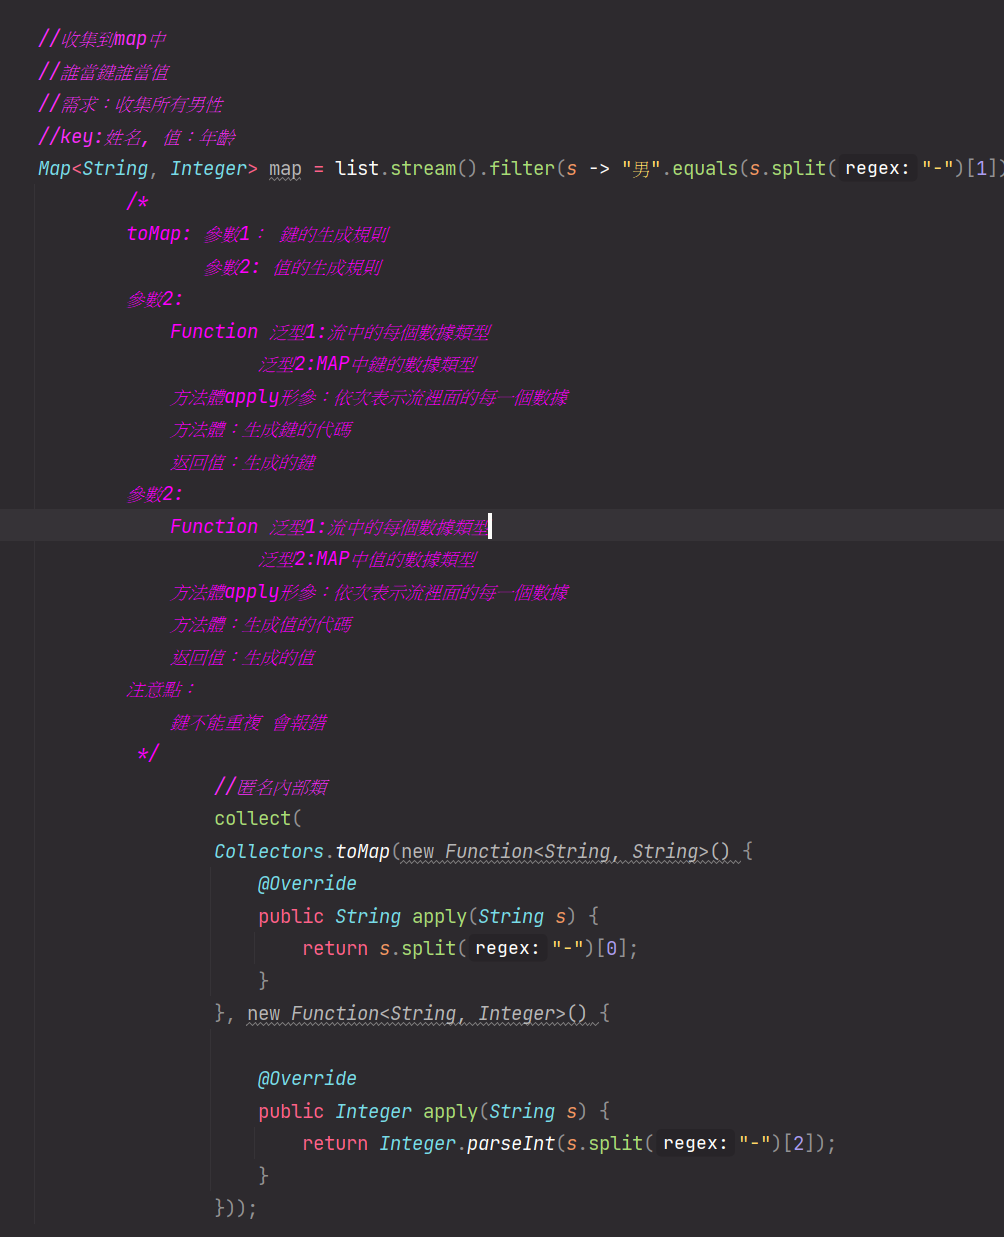 //收集到map中
//誰當鍵誰當值
//需求：收集所有男性
//key:姓名, 值：年齡
Map<String, Integer> map = list.stream().filter(s -> "男".equals(s.split( regex: "-")[1])
/*
toMap: 參數1： 鍵的生成規則
參數2: 值的生成規則
參數2:
Function 泛型1:流中的每個數據類型
泛型2:MAP中鍵的數據類型
方法體apply形參：依次表示流裡面的每一個數據
方法體：生成鍵的代碼
返回值：生成的鍵
參數2:
Function 泛型1:流中的每個數據類型
泛型2:MAP中值的數據類型
方法體apply形參：依次表示流裡面的每一個數據
方法體：生成值的代碼
返回值：生成的值
注意點：
鍵不能重複 會報錯
*/
//匿名內部類
collect(
Collectors.toMap(new Function<String, String>() {
@Override
public String apply(String s) {
return s.split( regex: "-")[0];
}
}, new Function<String, Integer>() {
@Override
public Integer apply(String s) {
return Integer.parseInt(s.split( regex: "-")[2]);
}
}));